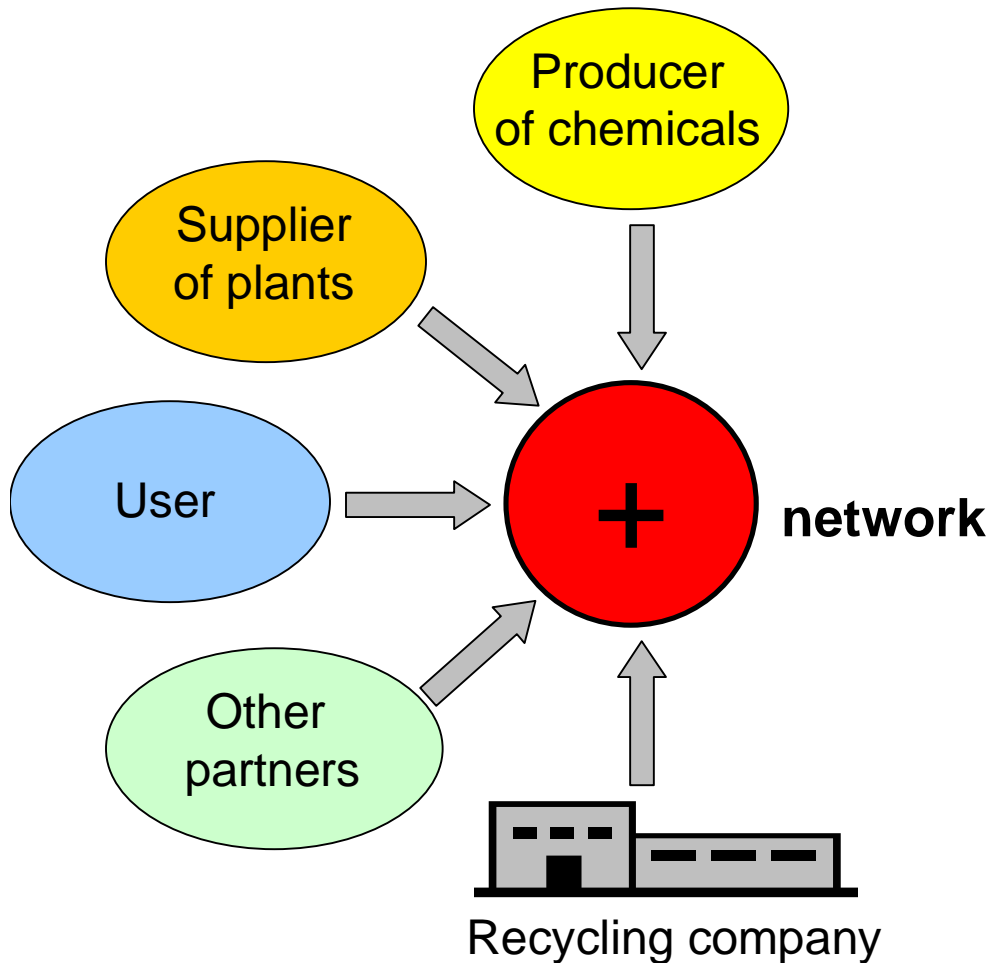 Producer
of chemicals
Supplier
of plants
User
+
network
Other
partners
Recycling company